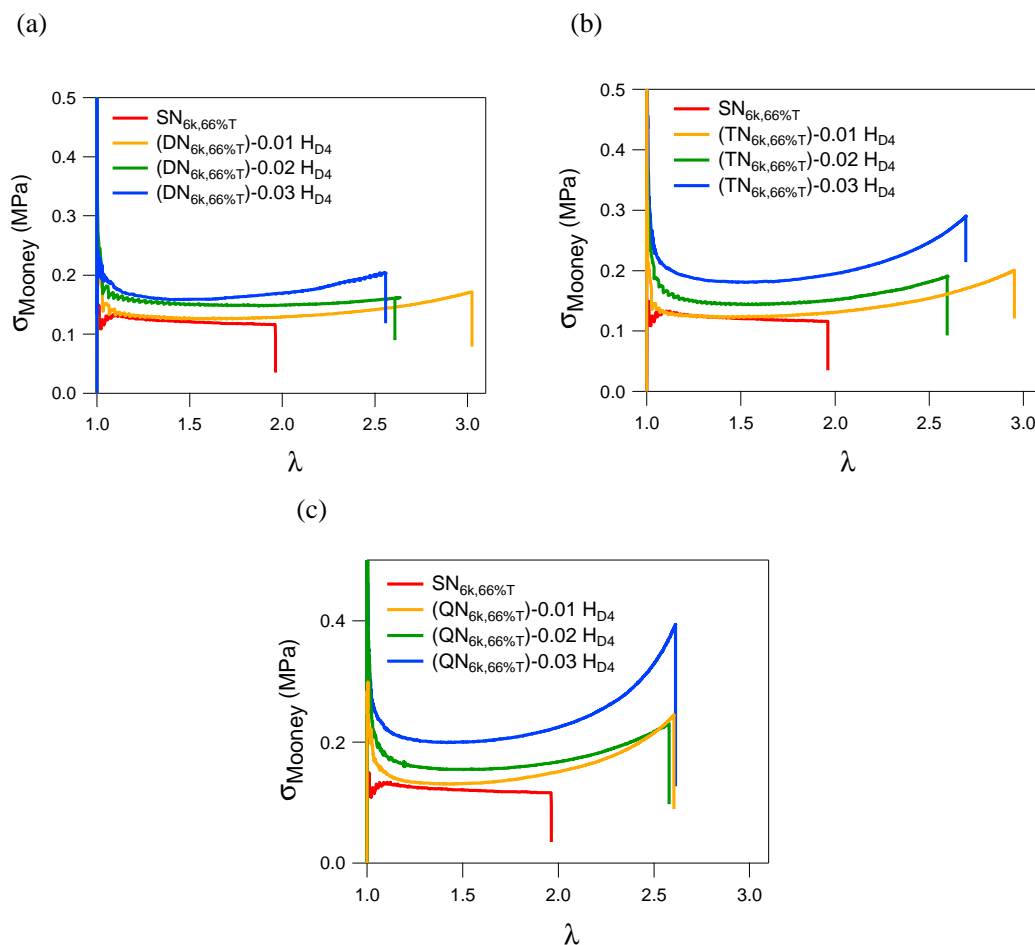 (a)
0.5
0.4
0.3
0.2
0.1
0.0
σMooney (MPa)
SN6k,66%T
(DN6k,66%T)-0.01 HD4
(DN6k,66%T)-0.02 HD4
(DN6k,66%T)-0.03 HD4
1.0 1.5 2.0 2.5 3.0
λ
(b)
0.5
0.4
0.3
0.2
0.1
0.0
σMooney (MPa)
SN6k,66%T
(TN6k,66%T)-0.01 HD4
(TN6k,66%T)-0.02 HD4
(TN6k,66%T)-0.03 HD4
1.0 1.5 2.0 2.5 3.0
λ
(c)
0.4
0.2
0.0
σMooney (MPa)
SN6k,66%T
(QN6k,66%T)-0.01 HD4
(QN6k,66%T)-0.02 HD4
(QN6k,66%T)-0.03 HD4
1.0 1.5 2.0 2.5 3.0
λ